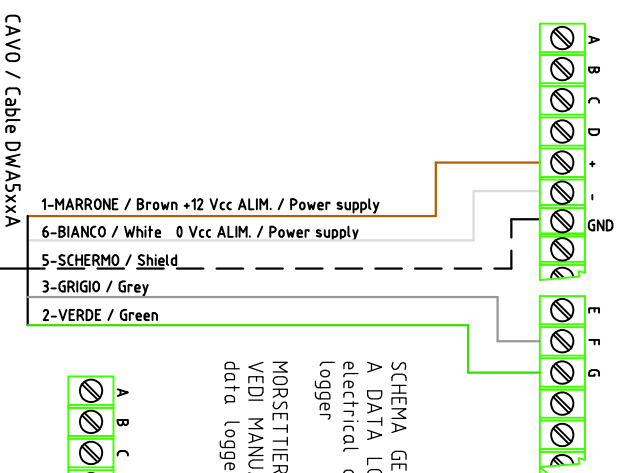 CAVO / Cable DWA5xxA
A
B
C
D
+
-
GND
1-MARRONE / Brown +12 Vcc ALIM. / Power supply
6-BIANCO / White 0 Vcc ALIM. / Power supply
5-SCHERMO / Shield
3-GRIGIO / Grey
2-VERDE / Green
E
F
G
SCHEMA GE
A DATA LO
electrical c
logger
MORSETTIER
VEDI MANU
data logge
A
B
C